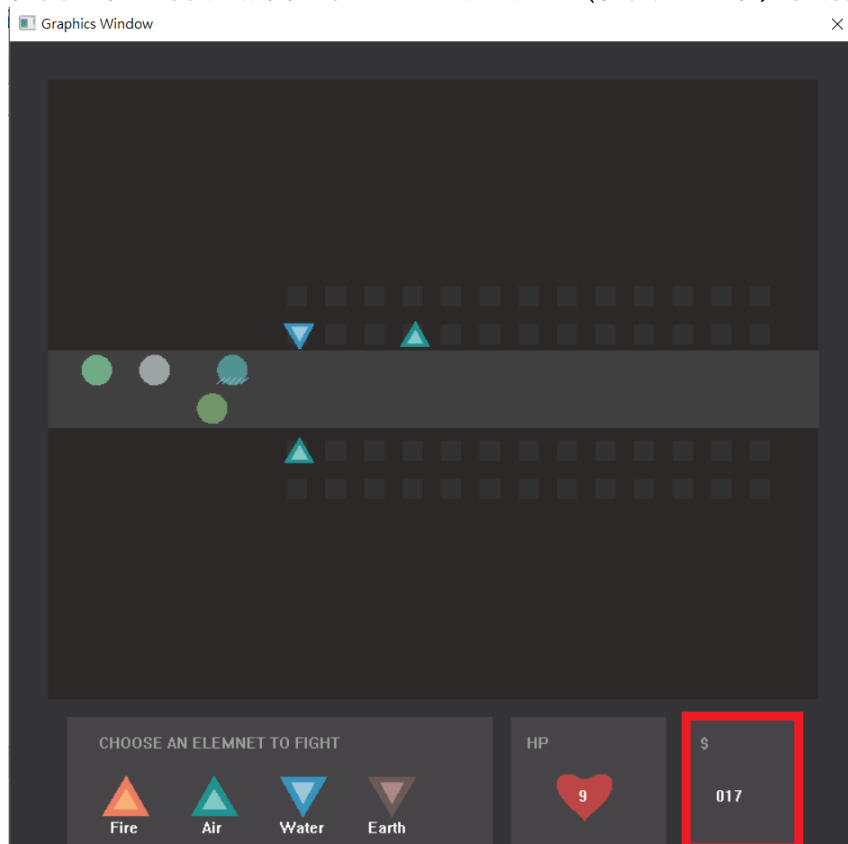 Graphics Window
CHOOSE AN ELEMNET TO FIGHT
HP
$
9
017
Fire
Air
Water
Earth